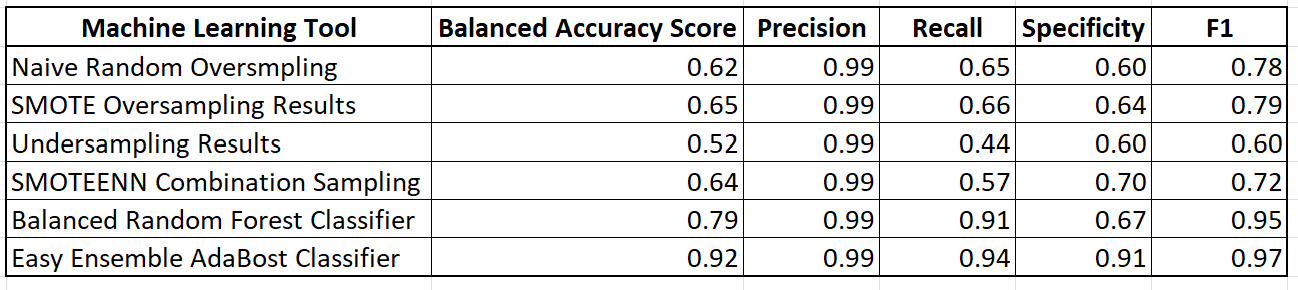 Machine Learning Tool Balanced Accuracy Score Precision Recall Specificity F1
Naive Random Oversmpling 0.62 0.99 0.65 0.60 0.78
SMOTE Oversampling Results 0.65 0.99 0.66 0.64 0.79
Undersampling Results 0.52 0.99 0.44 0.60 0.60
SMOTEENN Combination Sampling 0.64 0.99 0.57 0.70 0.72
Balanced Random Forest Classifier 0.79 0.99 0.91 0.67 0.95
Easy Ensemble AdaBost Classifier 0.92 0.99 0.94 0.91 0.97